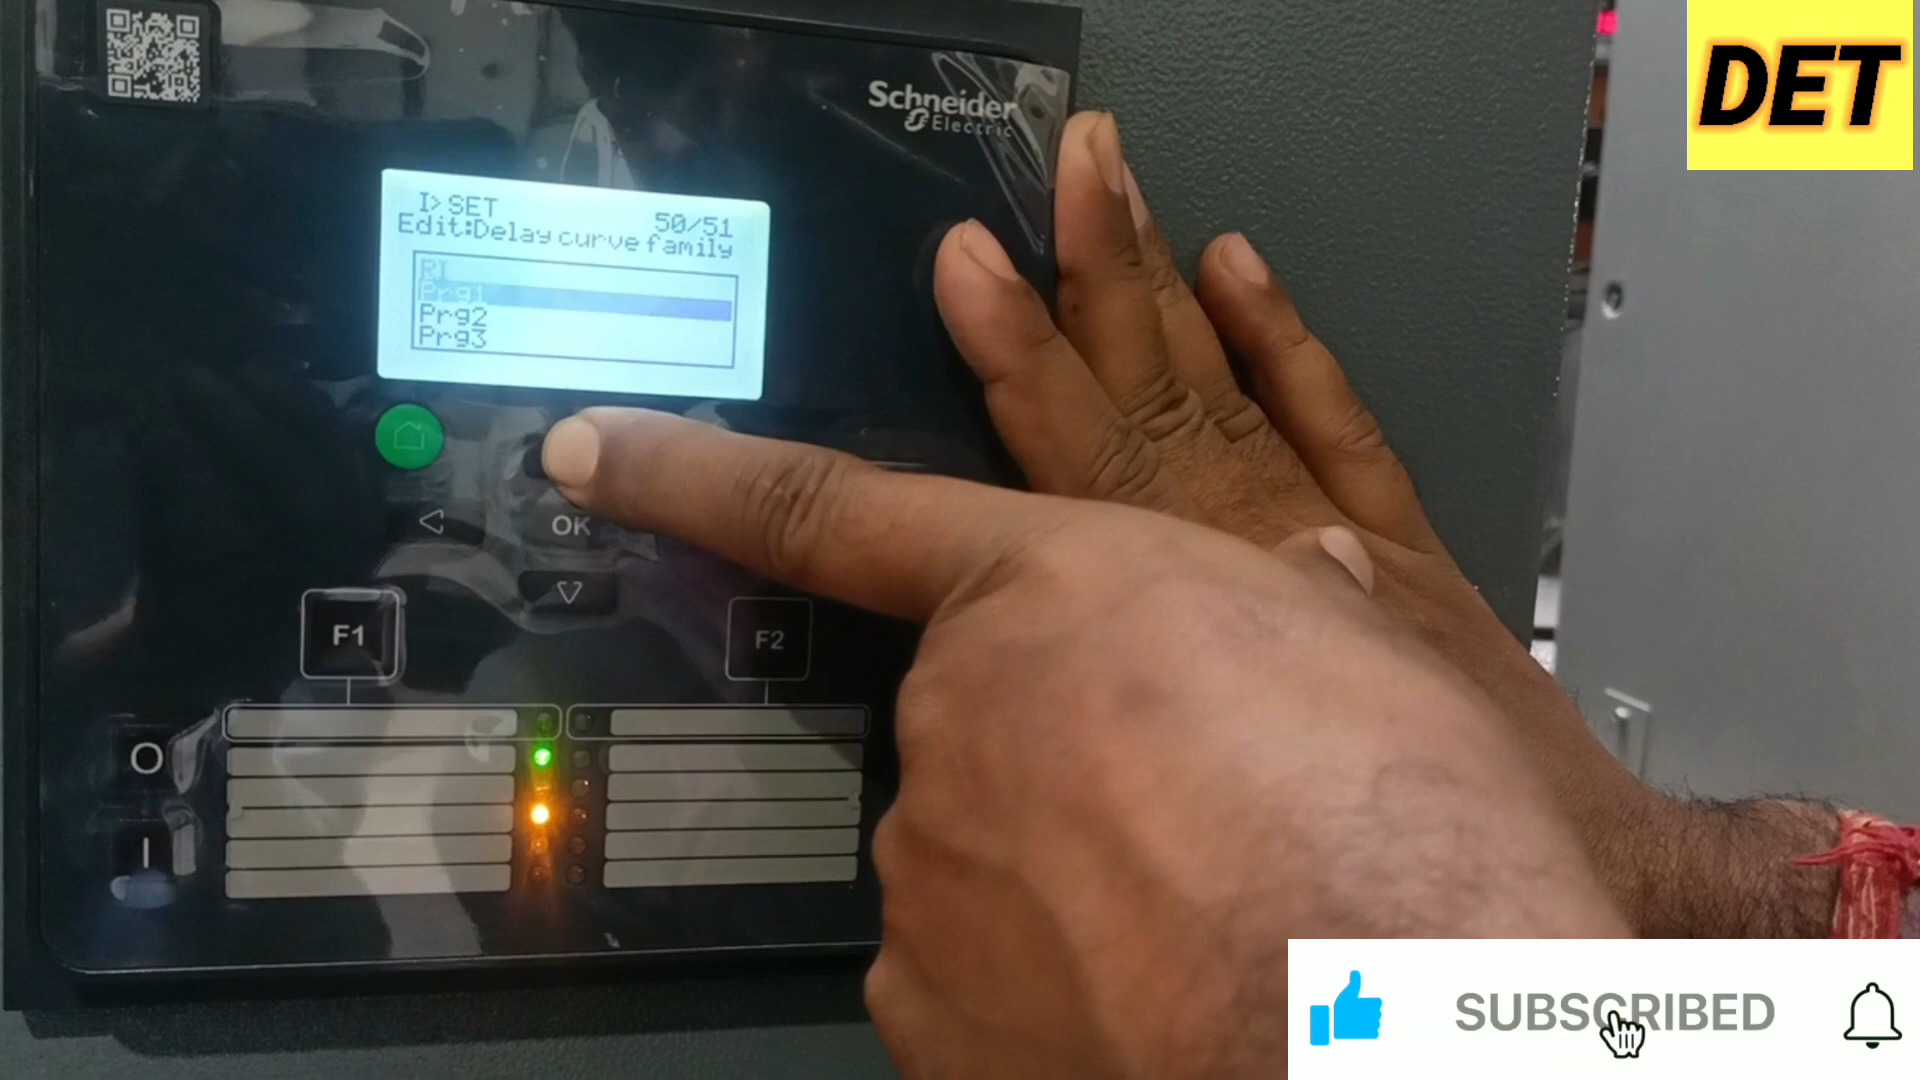 DET
Schneider
Electric
I> SET 50/51
Edit:Delay curve family
RI
Prg1
Prg2
Prg3
OK
F1
F2
O
I
SUBSCRIBED